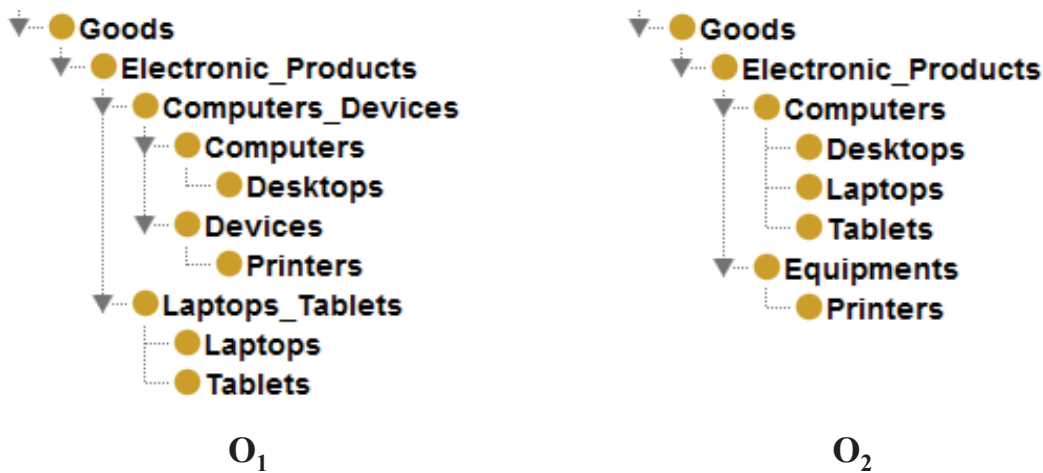 Goods
Electronic_Products
Computers_Devices
Computers
Desktops
Devices
Printers
Laptops_Tablets
Laptops
Tablets
O1
Goods
Electronic_Products
Computers
Desktops
Laptops
Tablets
Equipments
Printers
O2